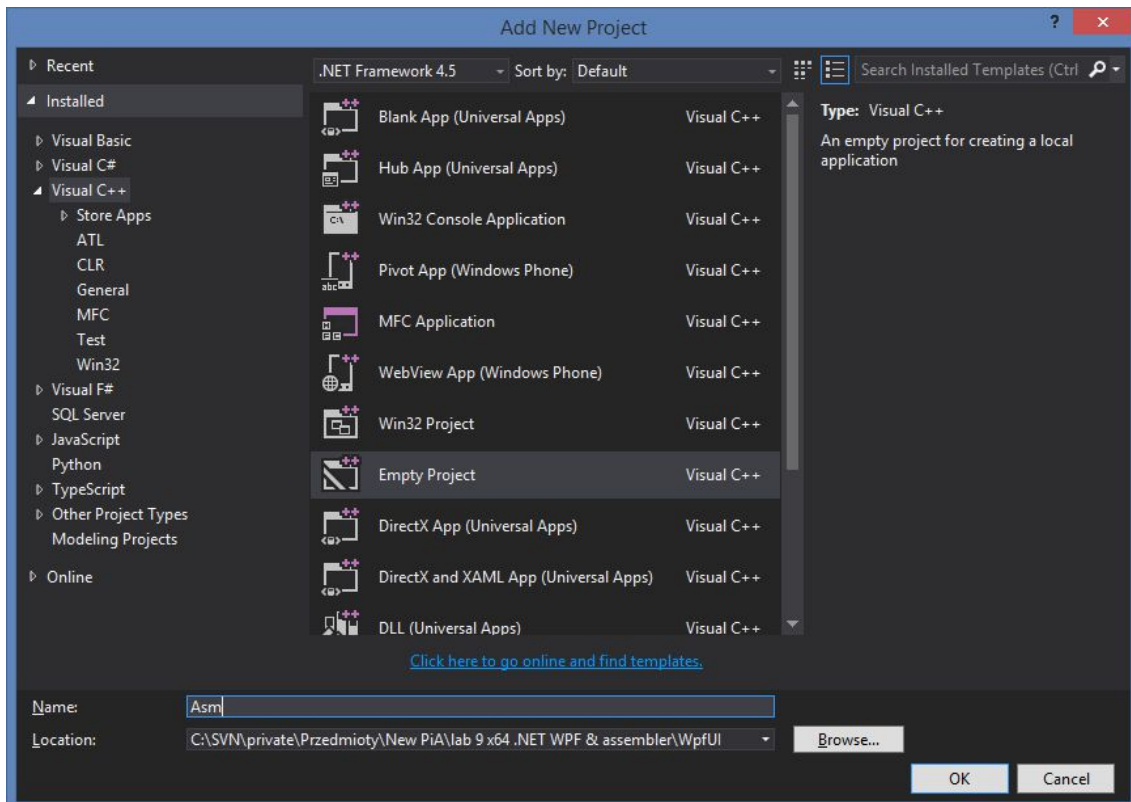 Add New Project
?
×
Recent
Installed
Visual Basic
Visual C#
Visual C++
Store Apps
ATL
CLR
General
MFC
Test
Win32
Visual F#
SQL Server
JavaScript
Python
TypeScript
Other Project Types
Modeling Projects
Online
.NET Framework 4.5 Sort by: Default
Blank App (Universal Apps) Visual C++
Hub App (Universal Apps) Visual C++
Win32 Console Application Visual C++
Pivot App (Windows Phone) Visual C++
MFC Application Visual C++
WebView App (Windows Phone) Visual C++
Win32 Project Visual C++
Empty Project Visual C++
DirectX App (Universal Apps) Visual C++
DirectX and XAML App (Universal Apps) Visual C++
DLL (Universal Apps) Visual C++
Click here to go online and find templates.
Search Installed Templates (Ctrl
Type: Visual C++
An empty project for creating a local
application
Name: Asm
Location: C:\SVN\private\Przedmioty\New PiA\lab 9 x64 .NET WPF & assembler\WpfUI
Browse...
OK Cancel